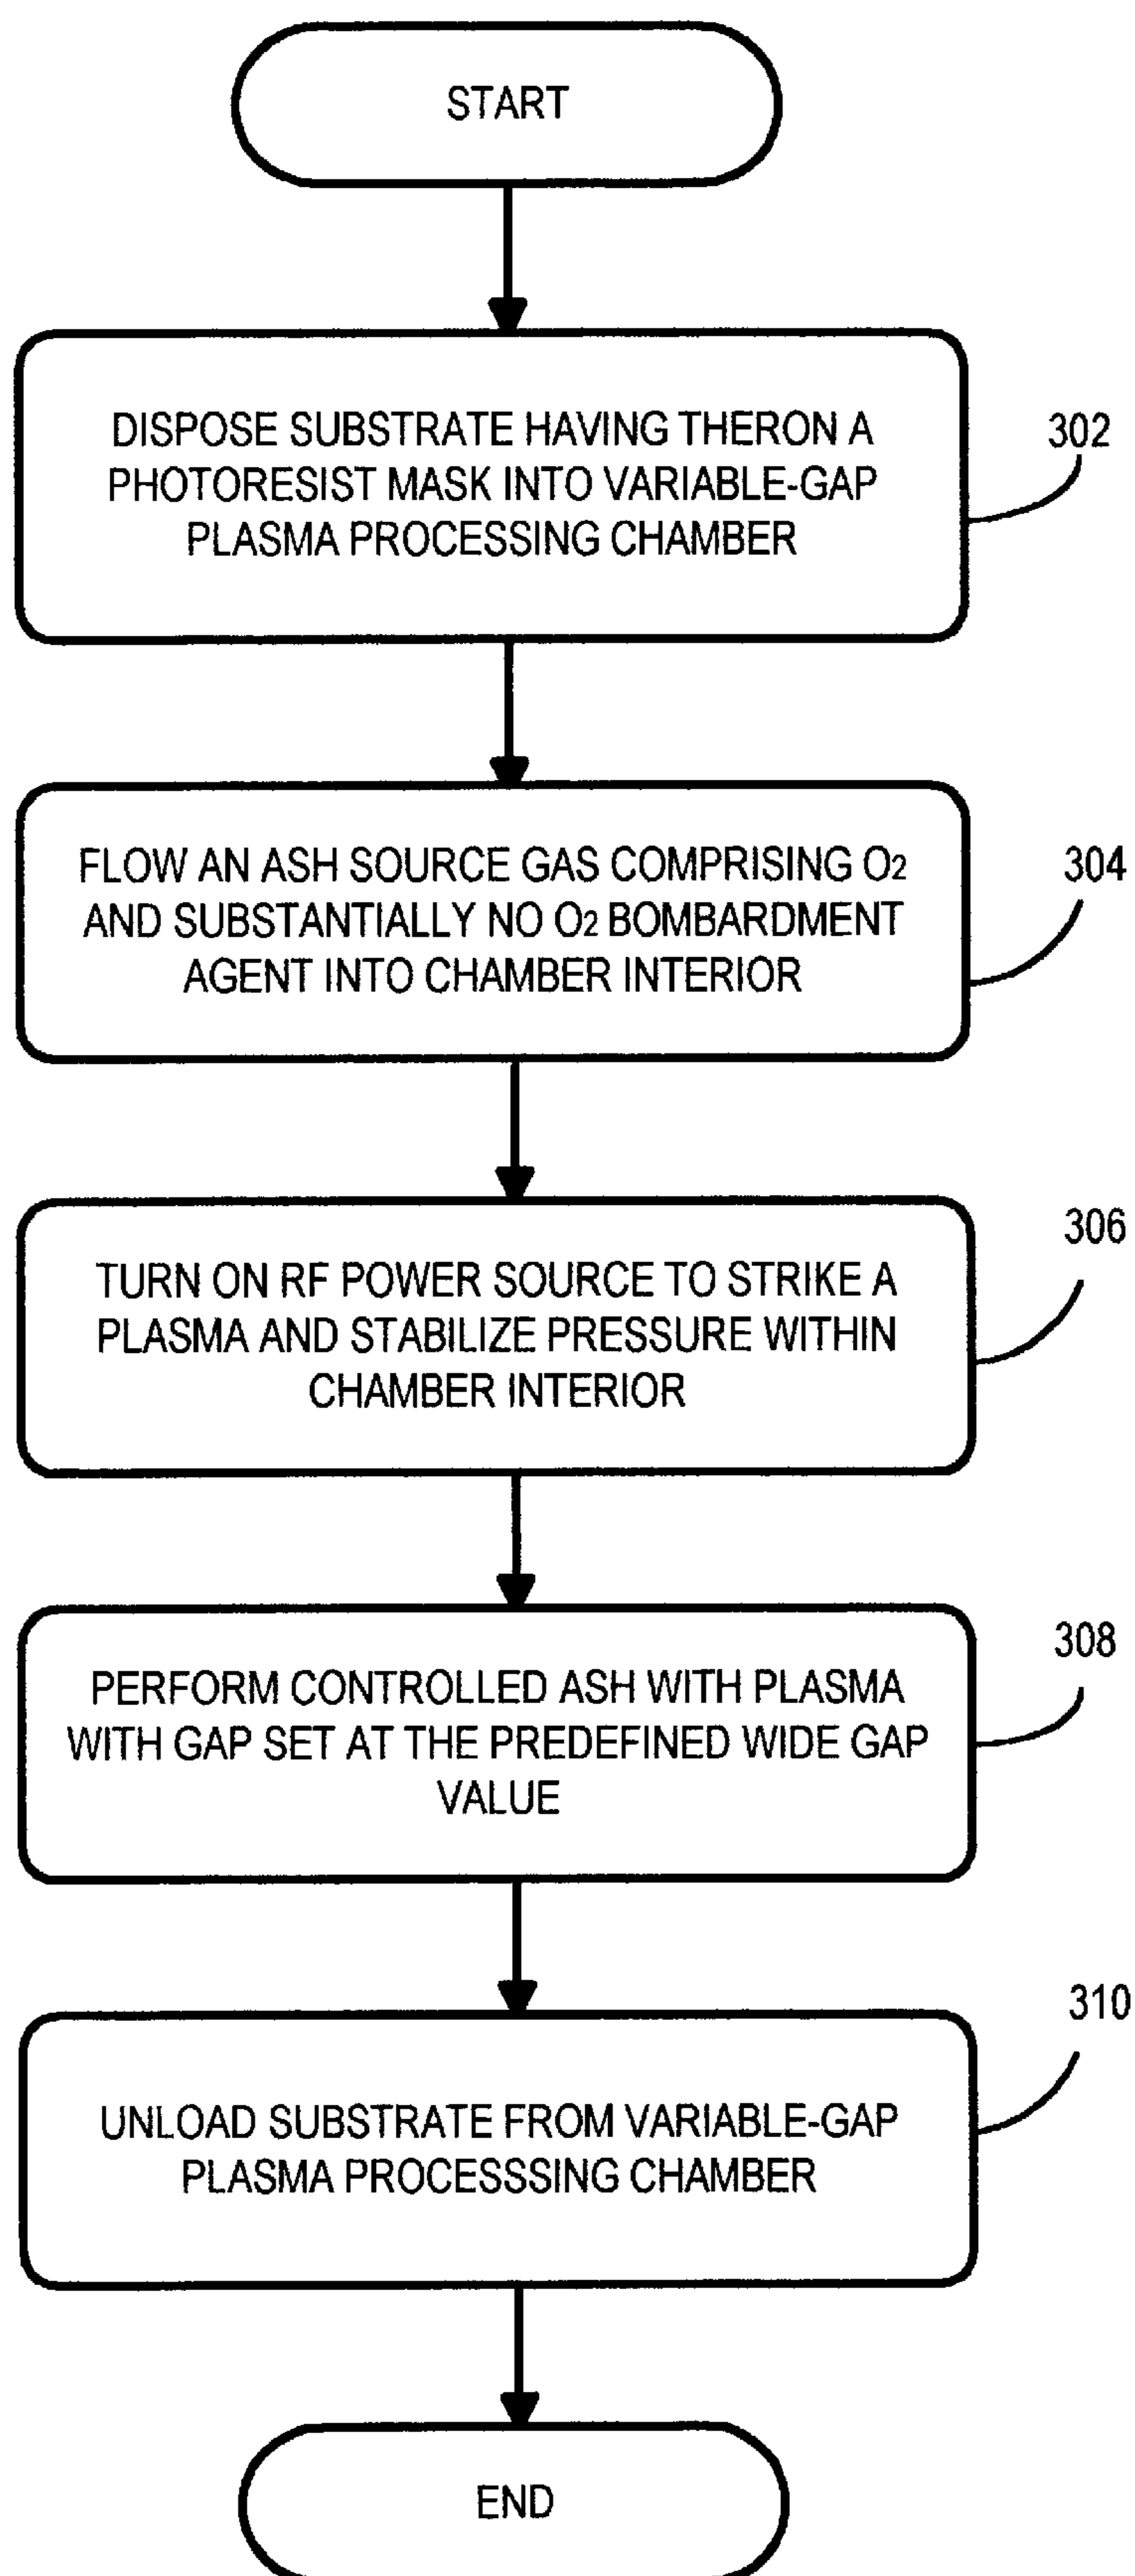 START
DISPOSE SUBSTRATE HAVING THERON A
PHOTORESIST MASK INTO VARIABLE-GAP
PLASMA PROCESSING CHAMBER
302
FLOW AN ASH SOURCE GAS COMPRISING O2
AND SUBSTANTIALLY NO O2 BOMBARDMENT
AGENT INTO CHAMBER INTERIOR
304
TURN ON RF POWER SOURCE TO STRIKE A
PLASMA AND STABILIZE PRESSURE WITHIN
CHAMBER INTERIOR
306
PERFORM CONTROLLED ASH WITH PLASMA
WITH GAP SET AT THE PREDEFINED WIDE GAP
VALUE
308
UNLOAD SUBSTRATE FROM VARIABLE-GAP
PLASMA PROCESSSING CHAMBER
310
END